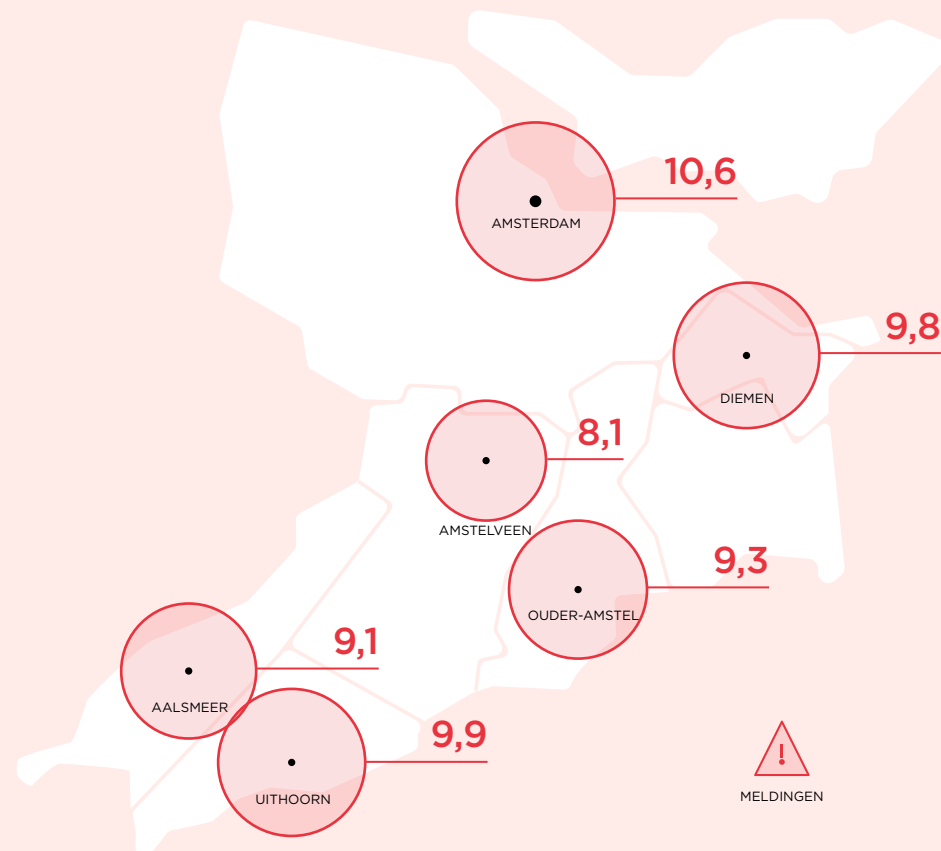 10,6
AMSTERDAM
9,8
DIEMEN
8,1
AMSTELVEEN
9,3
OUDER-AMSTEL
9,1
AALSMEER
9,9
UITHOORN
!
MELDINGEN